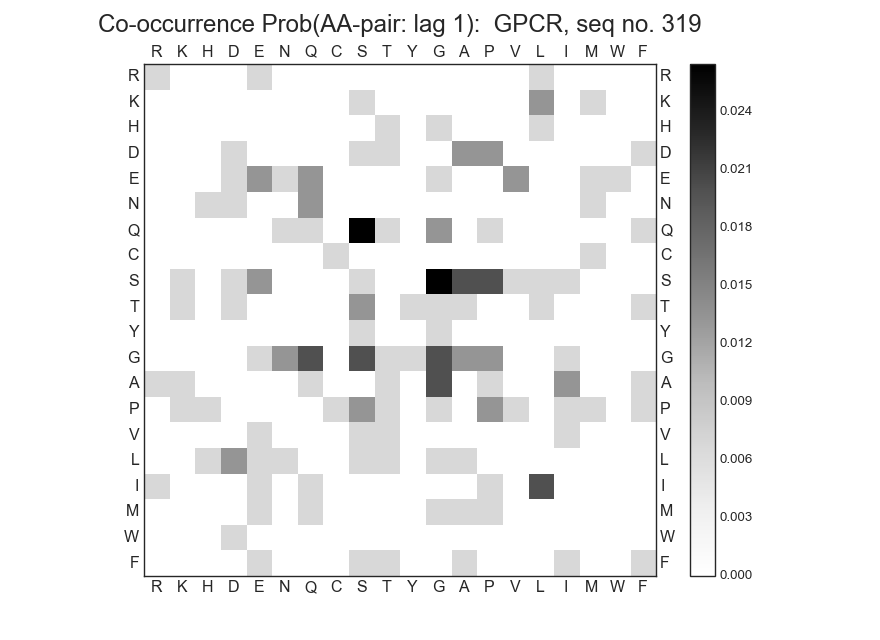 Co-occurrence Prob(AA-pair: lag 1):  GPCR, seq no. 319
R K H D E N Q C S T Y G A P V L I M W F
R R
K K 0.024
H H
D D 0.021
E E
N N 0.018
Q Q
C C 0.015
S S
T T
Y Y 0.012
G G
A A 0.009
P P
V V
L L 0.006
I I
M M 0.003
W W
F F 0.000
R K H D E N Q C S T Y G A P V L I M W F